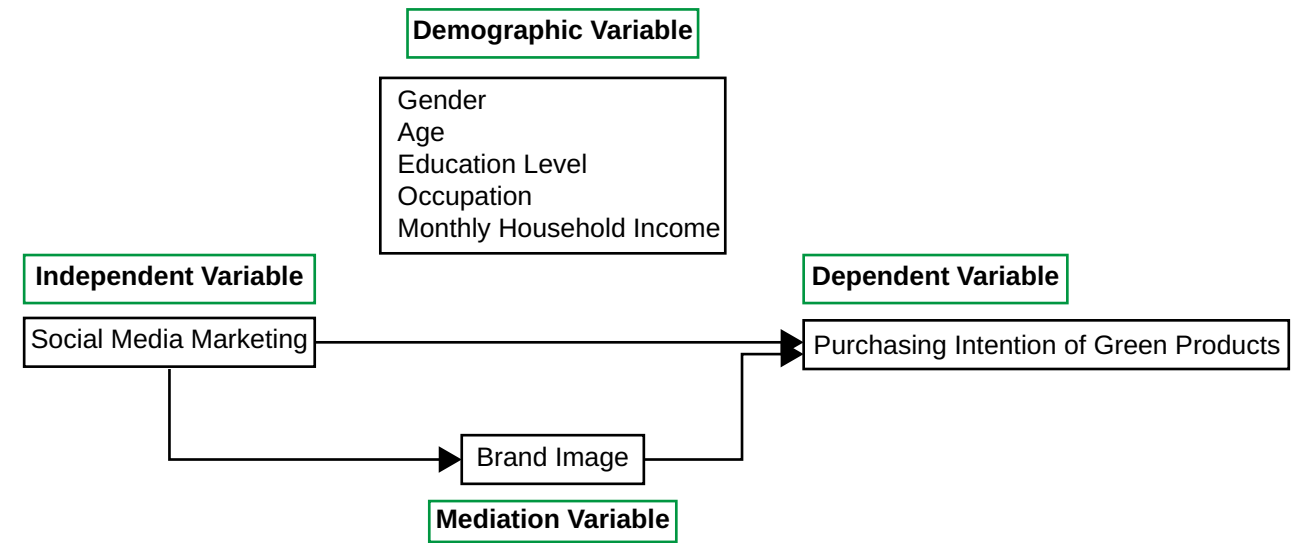 Demographic Variable
Gender
Age
Education Level
Occupation
Monthly Household Income
Independent Variable
Dependent Variable
Social Media Marketing
Purchasing Intention of Green Products
Brand Image
Mediation Variable